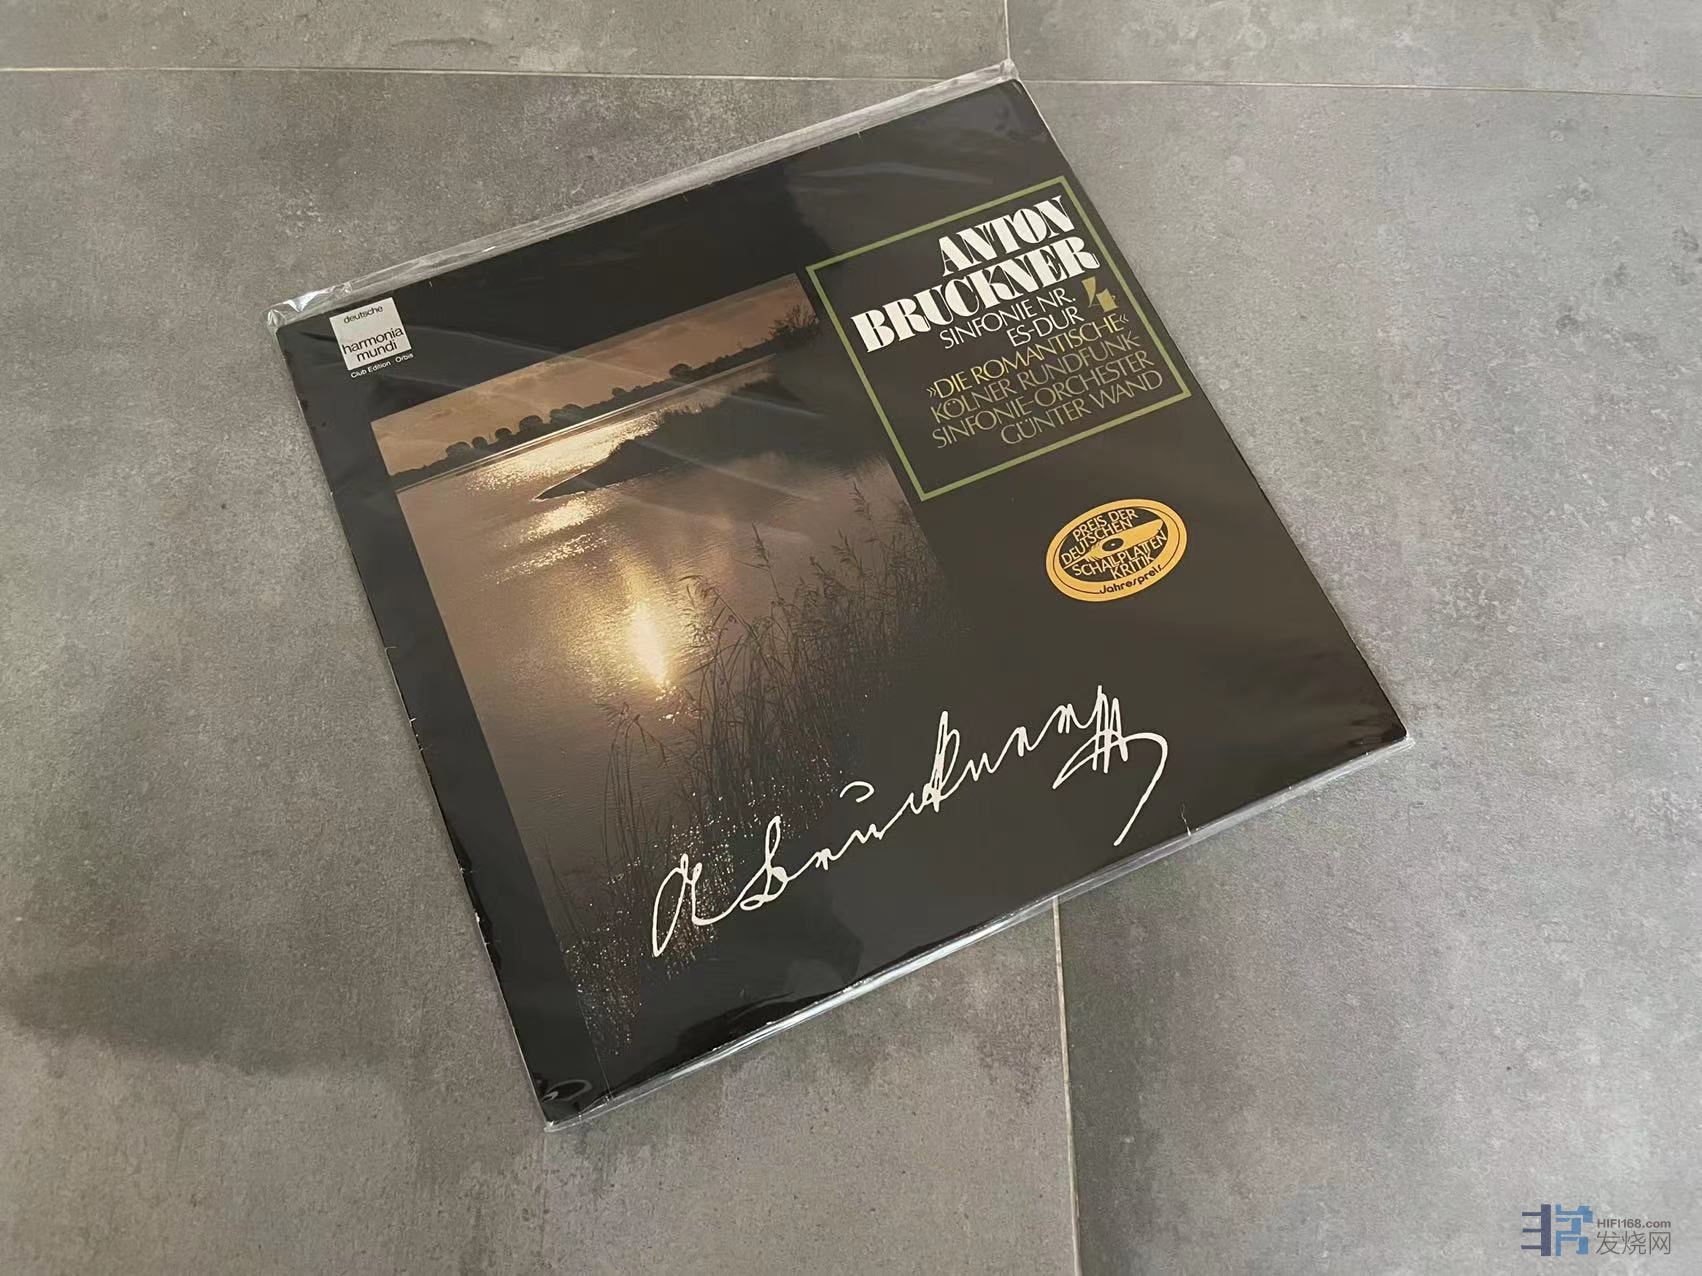 deutsche
harmonia
mundi
Club Edition Orbis
ANTON
BRUCKNER
SINFONIE NR. 4
ES-DUR
»DIE ROMANTISCHE«
KÖLNER RUNDFUNK-
SINFONIE-ORCHESTER
GÜNTER WAND
PREIS DER
DEUTSCHEN
SCHALLPLATTEN
KRITIK
Jahrespreis
ABruckner
HIFI168.com
发烧网